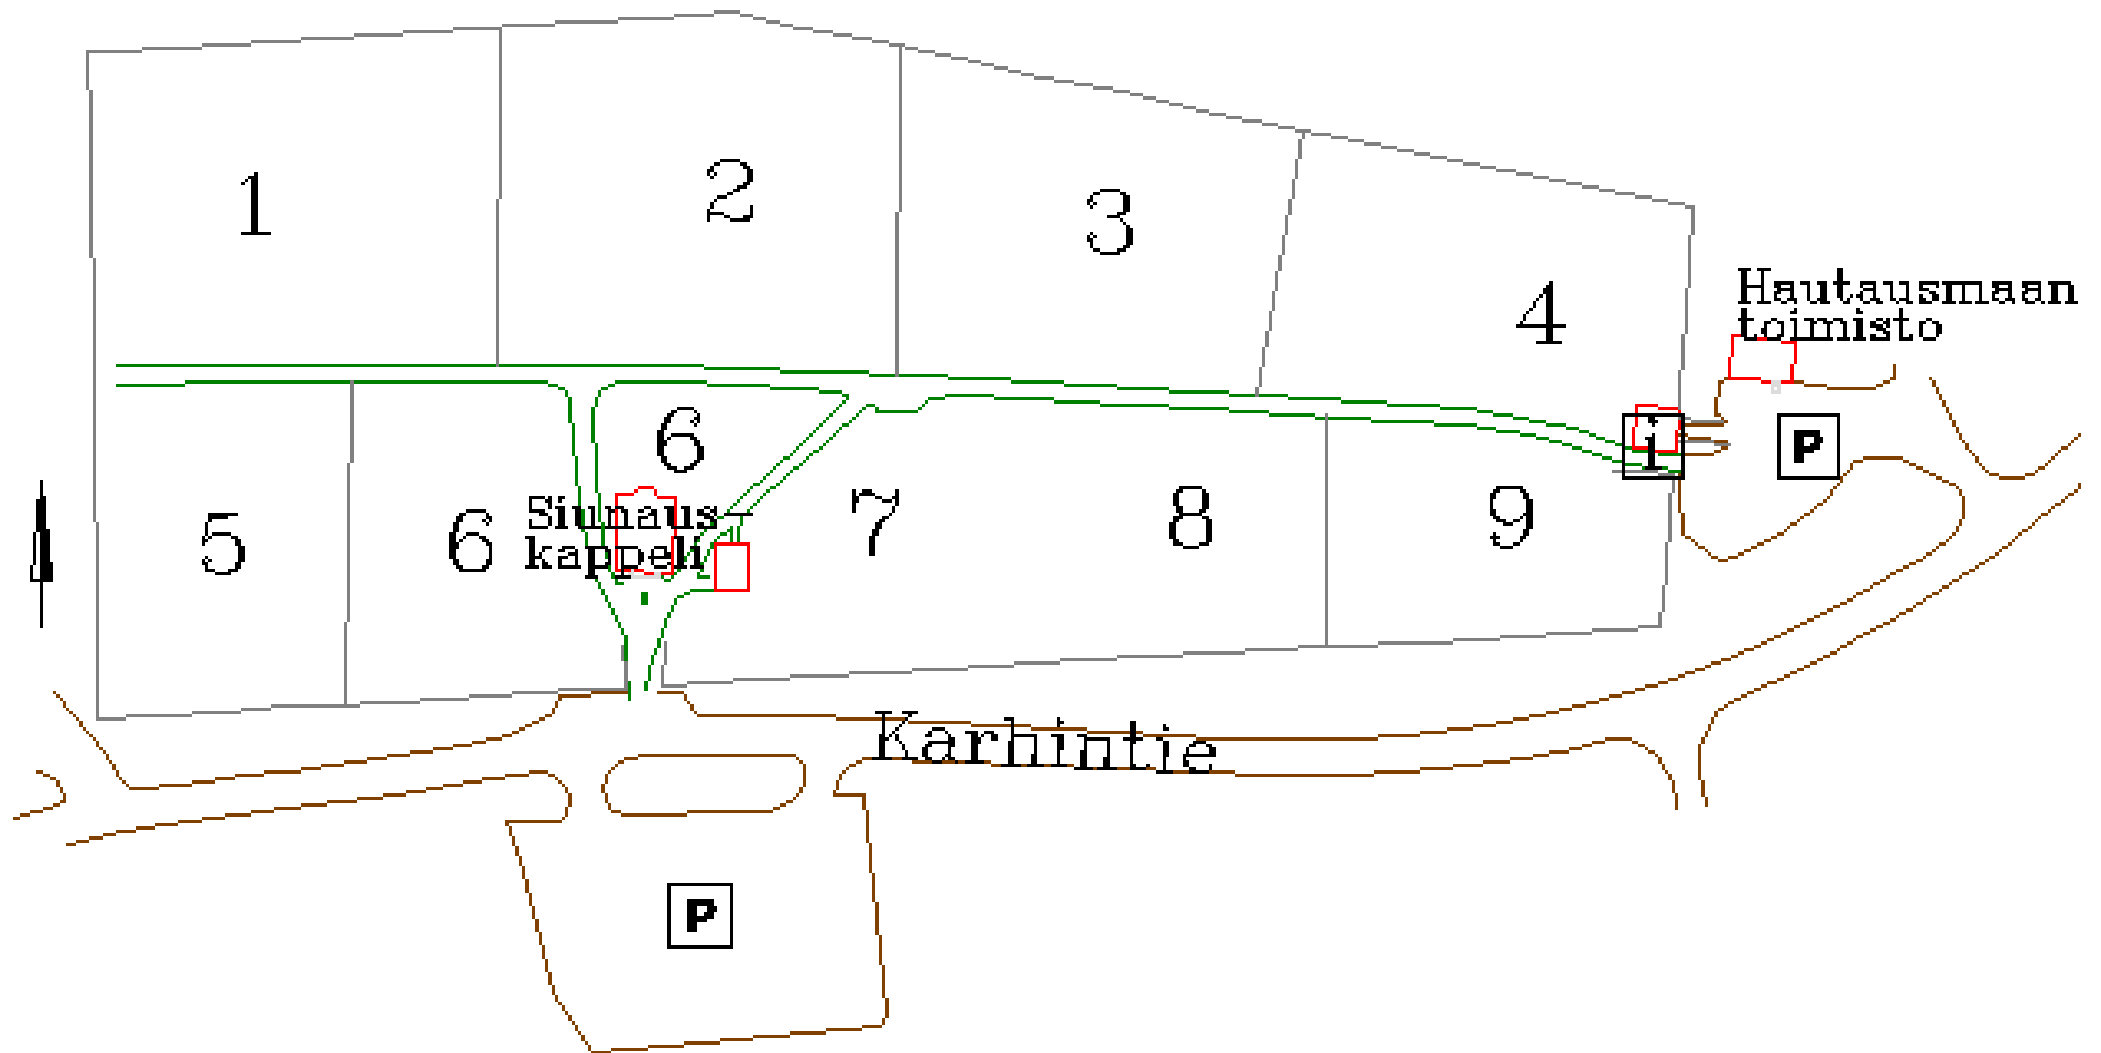 1
2
3
4
Hautausmaan
toimisto
5
6
6
Siunaus-
kappeli
7
8
9
i
P
Karhintie
P